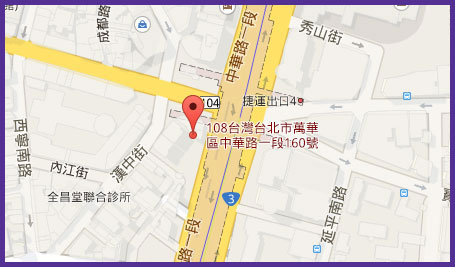 館)
成都路
秀山街
中華路一段
104
捷運出口4
108台灣台北市萬華
區中華路一段160號
西寧南路
漢中街
內江街
全昌堂聯合診所
3
延平南路
路一段